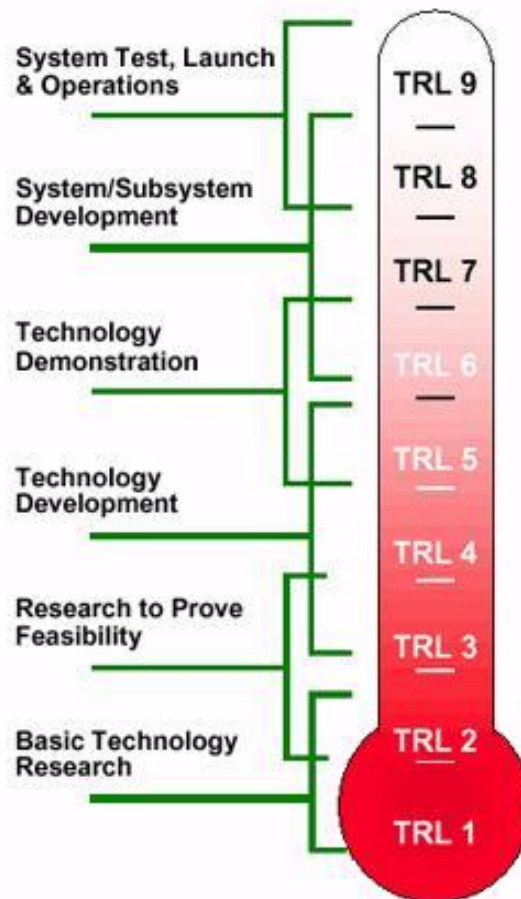 System Test, Launch
& Operations
System/Subsystem
Development
Technology
Demonstration
Technology
Development
Research to Prove
Feasibility
Basic Technology
Research
TRL 9
TRL 8
TRL 7
TRL 6
TRL 5
TRL 4
TRL 3
TRL 2
TRL 1